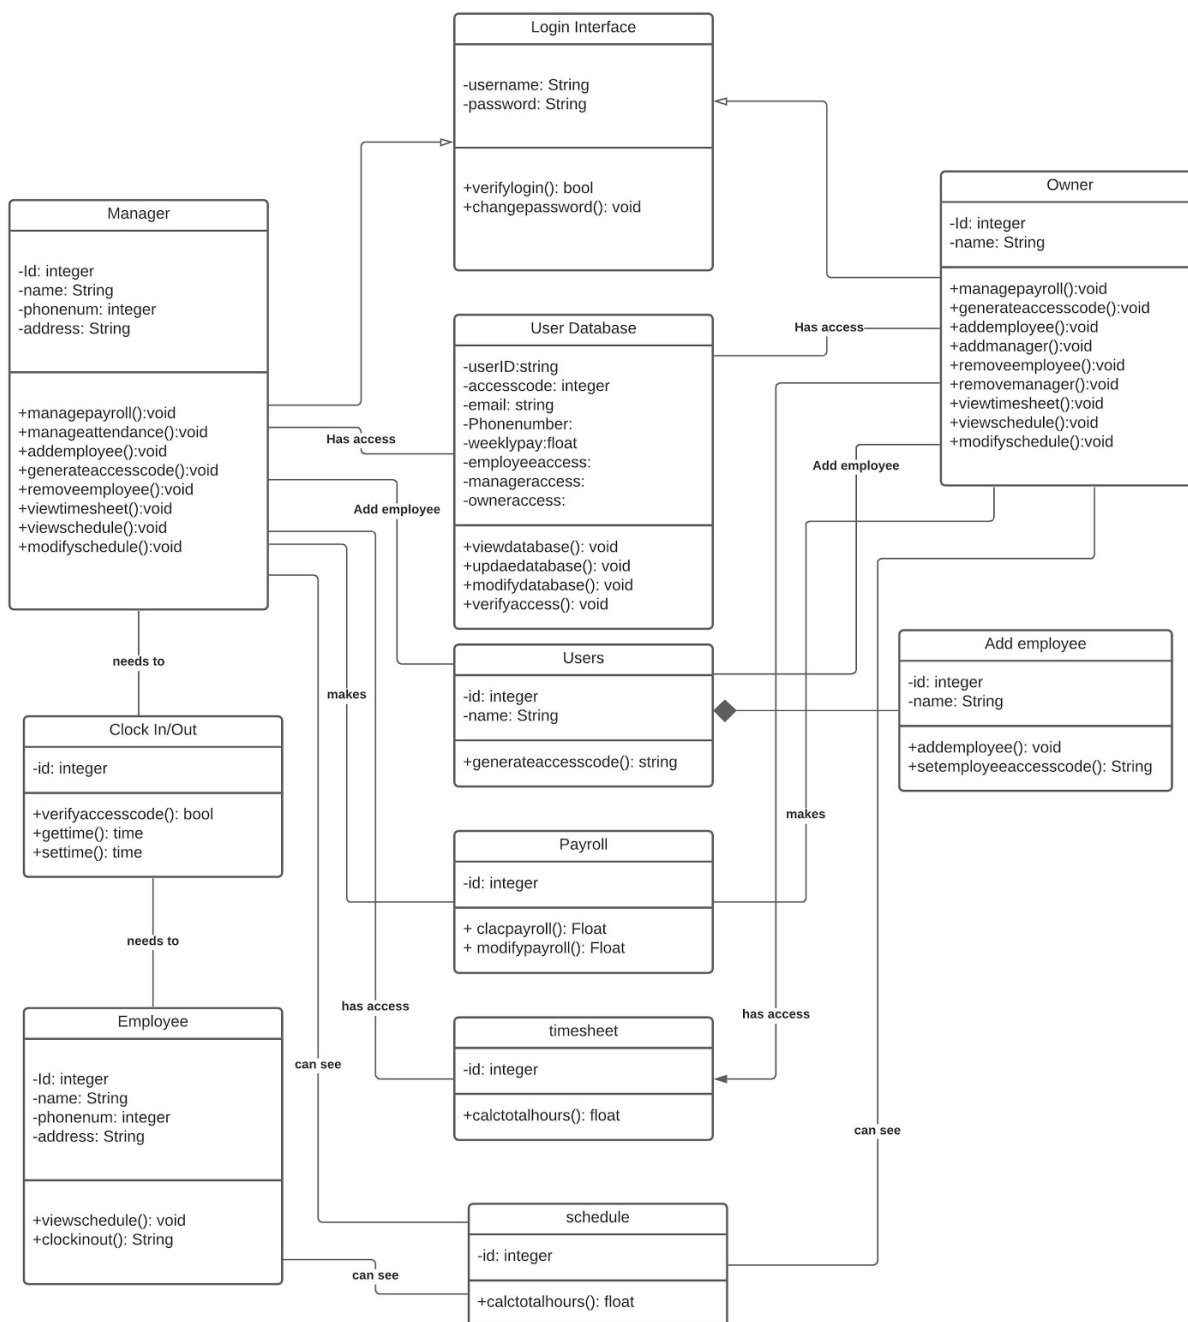 Login Interface
-username: String
-password: String
+verifylogin(): bool
+changepassword(): void
Owner
-Id: integer
-name: String
+managepayroll():void
+generateaccesscode():void
+addemployee():void
+addmanager():void
+removeemployee():void
+removemanager():void
+viewtimesheet():void
+viewschedule():void
+modifyschedule():void
Manager
-Id: integer
-name: String
-phonenum: integer
-address: String
+managepayroll():void
+manageattendance():void
+addemployee():void
+generateaccesscode():void
+removeemployee():void
+viewtimesheet():void
+viewschedule():void
+modifyschedule():void
User Database
-userID:string
-accesscode: integer
-email: string
-Phonenumber:
-weeklypay:float
-employeeaccess:
-manageraccess:
-owneraccess:
+viewdatabase(): void
+updaedatabase(): void
+modifydatabase(): void
+verifyaccess(): void
Has access
Has access
Add employee
Add employee
Users
-id: integer
-name: String
+generateaccesscode(): string
Add employee
-id: integer
-name: String
+addemployee(): void
+setemployeeaccesscode(): String
needs to
makes
Clock In/Out
-id: integer
+verifyaccesscode(): bool
+gettime(): time
+settime(): time
makes
Payroll
-id: integer
+ clacpayroll(): Float
+ modifypayroll(): Float
needs to
has access
has access
Employee
-Id: integer
-name: String
-phonenum: integer
-address: String
+viewschedule(): void
+clockinout(): String
timesheet
-id: integer
+calctotalhours(): float
can see
can see
can see
schedule
-id: integer
+calctotalhours(): float